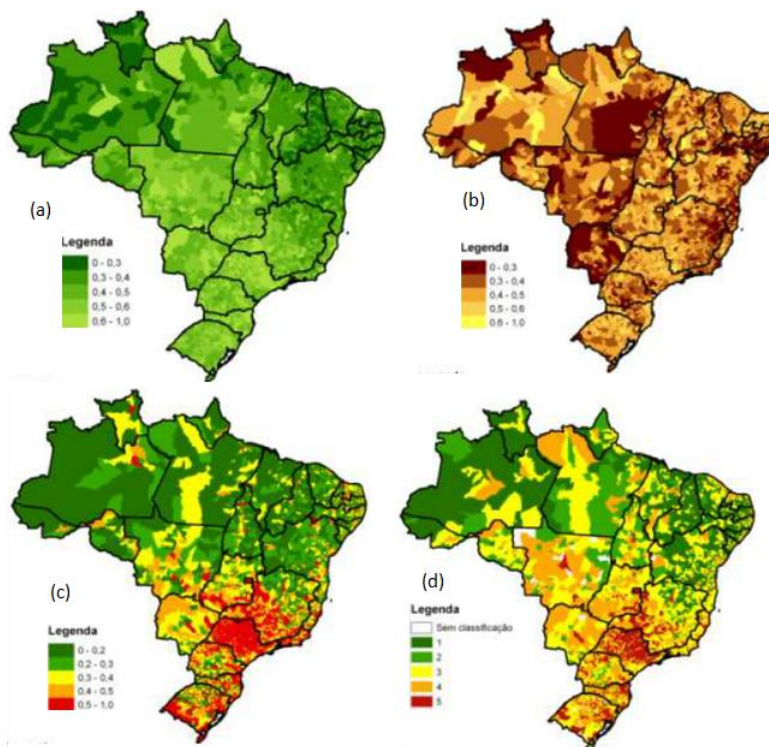 (a)
Legenda
0 - 0,3
0,3 - 0,4
0,4 - 0,5
0,5 - 0,6
0,6 - 1,0
(b)
Legenda
0 - 0,3
0,3 - 0,4
0,4 - 0,5
0,5 - 0,6
0,6 - 1,0
(c)
Legenda
0 - 0,2
0,2 - 0,3
0,3 - 0,4
0,4 - 0,5
0,5 - 1,0
(d)
Legenda
Sem classificação
1
2
3
4
5